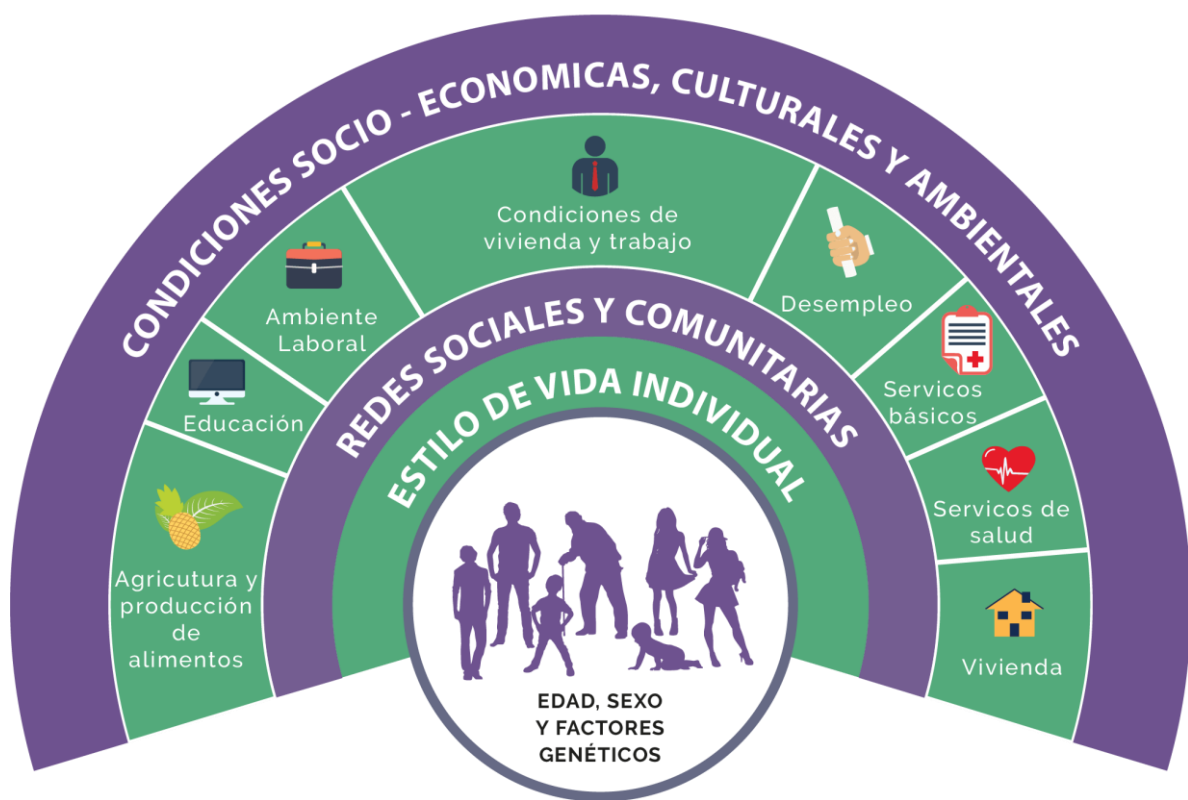 CONDICIONES SOCIO - ECONOMICAS, CULTURALES Y AMBIENTALES
Condiciones de
vivienda y trabajo
Ambiente
Laboral
Desempleo
Educación
Servicos
básicos
Agricutura y
producción
de
alimentos
Servicos de
salud
Vivienda
REDES SOCIALES Y COMUNITARIAS
ESTILO DE VIDA INDIVIDUAL
EDAD, SEXO
Y FACTORES
GENÉTICOS